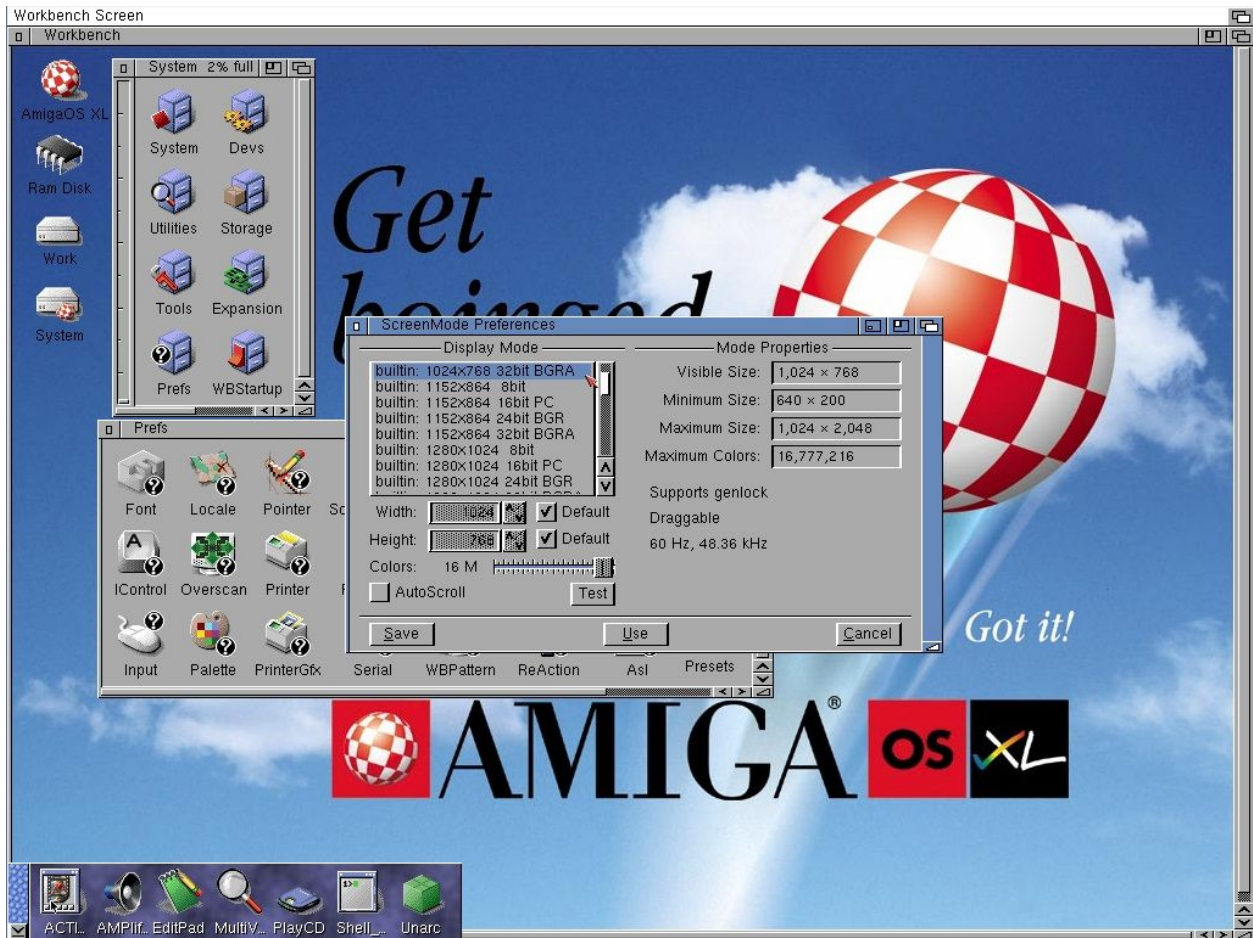 Workbench Screen
Workbench
AmigaOS XL
Ram Disk
Work
System
System 2% full
System Devs
Utilities Storage
Tools Expansion
Prefs WBStartup
Get
boinged
Prefs
Font Locale Pointer Sc
IControl Overscan Printer
Input Palette PrinterGfx Serial WBPattern ReAction Asl Presets
ScreenMode Preferences
Display Mode
builtin: 1024x768 32bit BGRA
builtin: 1152x864 8bit
builtin: 1152x864 16bit PC
builtin: 1152x864 24bit BGR
builtin: 1152x864 32bit BGRA
builtin: 1280x1024 8bit
builtin: 1280x1024 16bit PC
builtin: 1280x1024 24bit BGR
Width: 1024 Default
Height: 768 Default
Colors: 16 M
AutoScroll Test
Mode Properties
Visible Size: 1,024 × 768
Minimum Size: 640 × 200
Maximum Size: 1,024 × 2,048
Maximum Colors: 16,777,216
Supports genlock
Draggable
60 Hz, 48.36 kHz
Save Use Cancel
Got it!
AMIGA® OS XL
ACTI... AMPlif... EditPad MultiV... PlayCD Shell_... Unarc